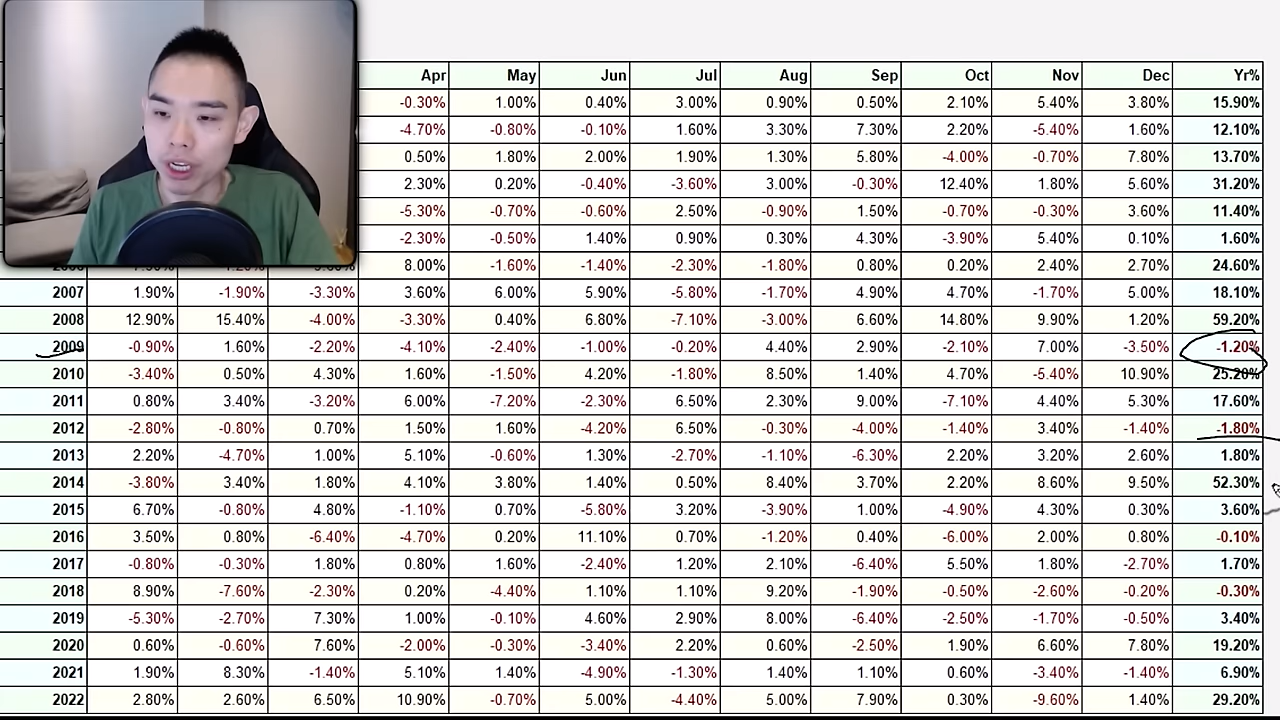 Apr May Jun Jul Aug Sep Oct Nov Dec Yr%
-0.30% 1.00% 0.40% 3.00% 0.90% 0.50% 2.10% 5.40% 3.80% 15.90%
-4.70% -0.80% -0.10% 1.60% 3.30% 7.30% 2.20% -5.40% 1.60% 12.10%
0.50% 1.80% 2.00% 1.90% 1.30% 5.80% -4.00% -0.70% 7.80% 13.70%
2.30% 0.20% -0.40% -3.60% 3.00% -0.30% 12.40% 1.80% 5.60% 31.20%
-5.30% -0.70% -0.60% 2.50% -0.90% 1.50% -0.70% -0.30% 3.60% 11.40%
-2.30% -0.50% 1.40% 0.90% 0.30% 4.30% -3.90% 5.40% 0.10% 1.60%
8.00% -1.60% -1.40% -2.30% -1.80% 0.80% 0.20% 2.40% 2.70% 24.60%
2007 1.90% -1.90% -3.30% 3.60% 6.00% 5.90% -5.80% -1.70% 4.90% 4.70% -1.70% 5.00% 18.10%
2008 12.90% 15.40% -4.00% -3.30% 0.40% 6.80% -7.10% -3.00% 6.60% 14.80% 9.90% 1.20% 59.20%
2009 -0.90% 1.60% -2.20% -4.10% -2.40% -1.00% -0.20% 4.40% 2.90% -2.10% 7.00% -3.50% -1.20%
2010 -3.40% 0.50% 4.30% 1.60% -1.50% 4.20% -1.80% 8.50% 1.40% 4.70% -5.40% 10.90% 25.20%
2011 0.80% 3.40% -3.20% 6.00% -7.20% -2.30% 6.50% 2.30% 9.00% -7.10% 4.40% 5.30% 17.60%
2012 -2.80% -0.80% 0.70% 1.50% 1.60% -4.20% 6.50% -0.30% -4.00% -1.40% 3.40% -1.40% -1.80%
2013 2.20% -4.70% 1.00% 5.10% -0.60% 1.30% -2.70% -1.10% -6.30% 2.20% 3.20% 2.60% 1.80%
2014 -3.80% 3.40% 1.80% 4.10% 3.80% 1.40% 0.50% 8.40% 3.70% 2.20% 8.60% 9.50% 52.30%
2015 6.70% -0.80% 4.80% -1.10% 0.70% -5.80% 3.20% -3.90% 1.00% -4.90% 4.30% 0.30% 3.60%
2016 3.50% 0.80% -6.40% -4.70% 0.20% 11.10% 0.70% -1.20% 0.40% -6.00% 2.00% 0.80% -0.10%
2017 -0.80% -0.30% 1.80% 0.80% 1.60% -2.40% 1.20% 2.10% -6.40% 5.50% 1.80% -2.70% 1.70%
2018 8.90% -7.60% -2.30% 0.20% -4.40% 1.10% 1.10% 9.20% -1.90% -0.50% -2.60% -0.20% -0.30%
2019 -5.30% -2.70% 7.30% 1.00% -0.10% 4.60% 2.90% 8.00% -6.40% -2.50% -1.70% -0.50% 3.40%
2020 0.60% -0.60% 7.60% -2.00% -0.30% -3.40% 2.20% 0.60% -2.50% 1.90% 6.60% 7.80% 19.20%
2021 1.90% 8.30% -1.40% 5.10% 1.40% -4.90% -1.30% 1.40% 1.10% 0.60% -3.40% -1.40% 6.90%
2022 2.80% 2.60% 6.50% 10.90% -0.70% 5.00% -4.40% 5.00% 7.90% 0.30% -9.60% 1.40% 29.20%